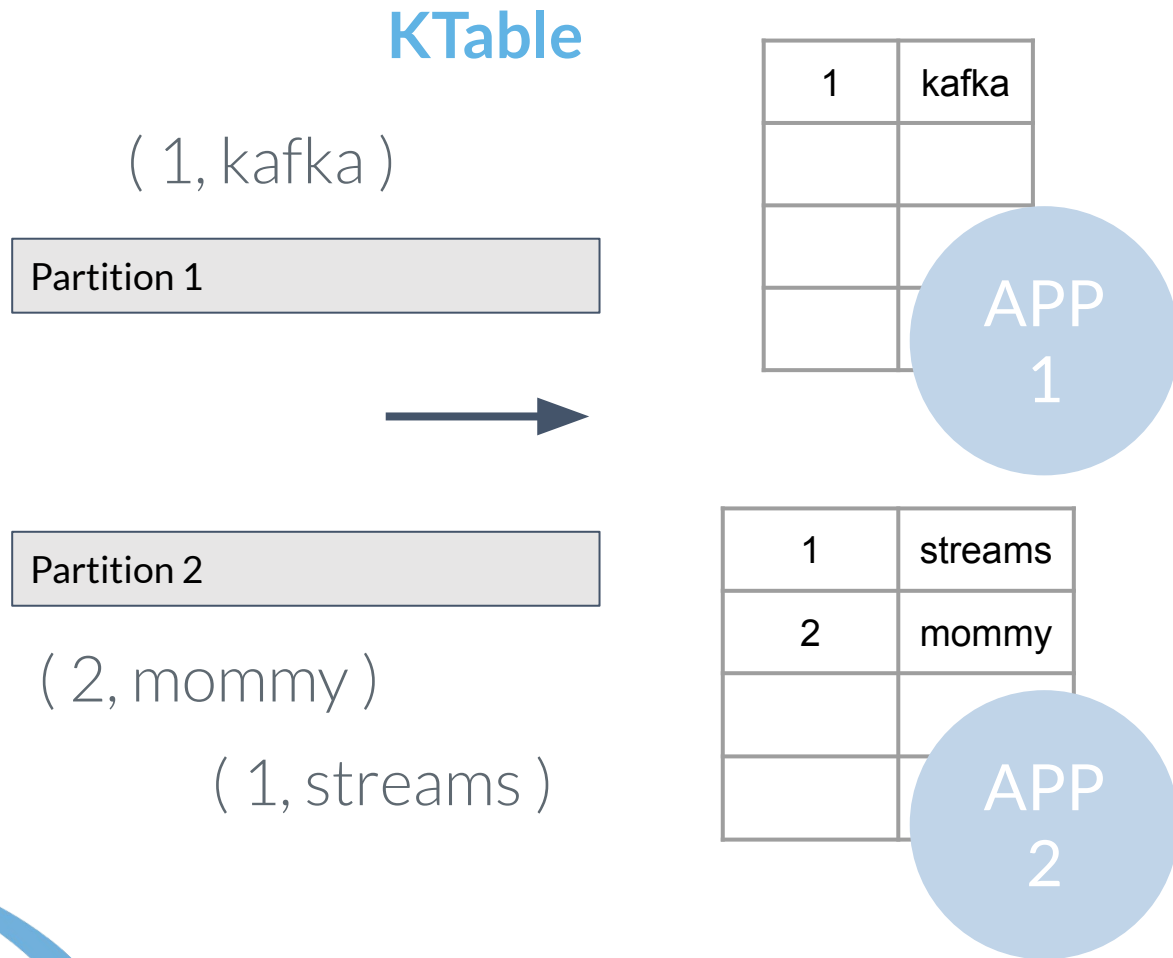 KTable
( 1, kafka )
Partition 1
Partition 2
( 2, mommy )
( 1, streams )
1 kafka
APP
1
1 streams
2 mommy
APP
2